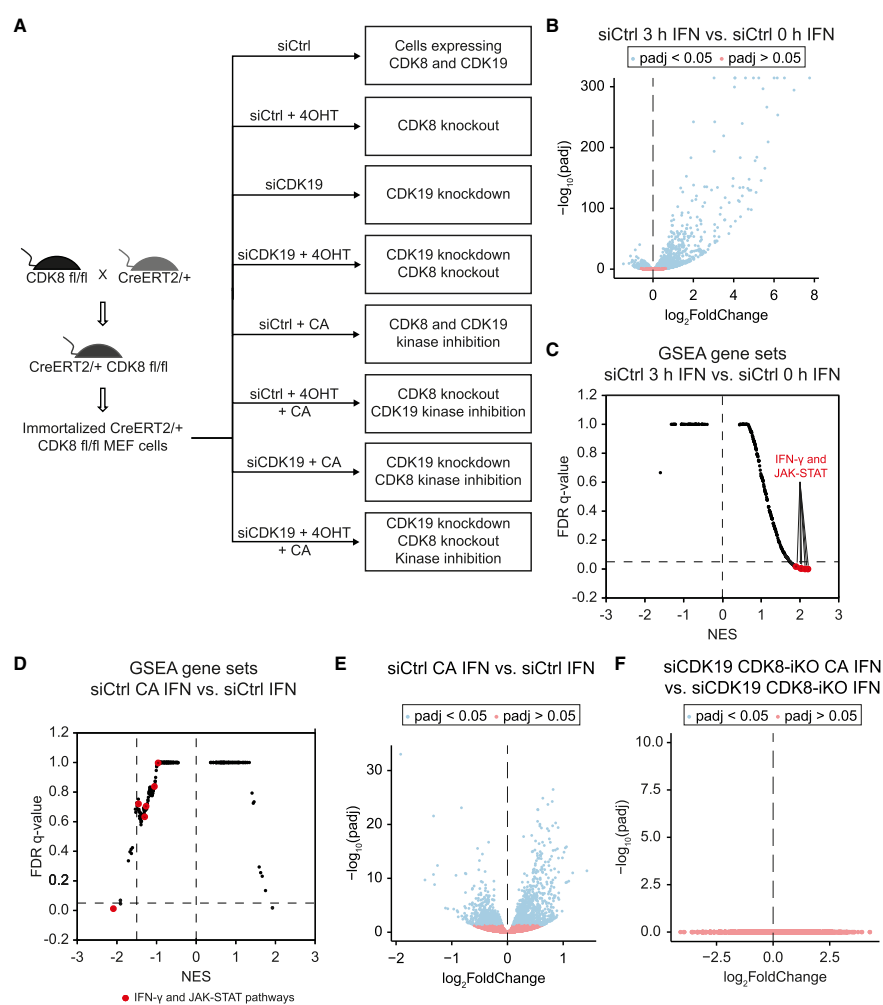 A
siCtrl
Cells expressing
CDK8 and CDK19
siCtrl + 4OHT
CDK8 knockout
siCDK19
CDK19 knockdown
siCDK19 + 4OHT
CDK19 knockdown
CDK8 knockout
CDK8 fl/fl
X
CreERT2/+
siCtrl + CA
CDK8 and CDK19
kinase inhibition
CreERT2/+ CDK8 fl/fl
siCtrl + 4OHT
+ CA
CDK8 knockout
CDK19 kinase inhibition
Immortalized CreERT2/+
CDK8 fl/fl MEF cells
siCDK19 + CA
CDK19 knockdown
CDK8 kinase inhibition
siCDK19 + 4OHT
+ CA
CDK19 knockdown
CDK8 knockout
Kinase inhibition
B
siCtrl 3 h IFN vs. siCtrl 0 h IFN
padj < 0.05 padj > 0.05
300
200
100
0
−log10(padj)
0 2 4 6 8
log2FoldChange
C
GSEA gene sets
siCtrl 3 h IFN vs. siCtrl 0 h IFN
1.2
1.0
0.8
0.6
0.4
0.2
0.0
-0.2
FDR q-value
IFN-γ and
JAK-STAT
-3 -2 -1 0 1 2 3
NES
D
GSEA gene sets
siCtrl CA IFN vs. siCtrl IFN
1.2
1.0
0.8
0.6
0.4
0.2
0.0
-0.2
FDR q-value
-3 -2 -1 0 1 2 3
NES
IFN-γ and JAK-STAT pathways
E
siCtrl CA IFN vs. siCtrl IFN
padj < 0.05 padj > 0.05
30
20
10
0
−log10(padj)
−2 −1 0 1
log2FoldChange
F
siCDK19 CDK8-iKO CA IFN
vs. siCDK19 CDK8-iKO IFN
padj < 0.05 padj > 0.05
10.0
7.5
5.0
2.5
0.0
−log10(padj)
−2.5 0.0 2.5
log2FoldChange